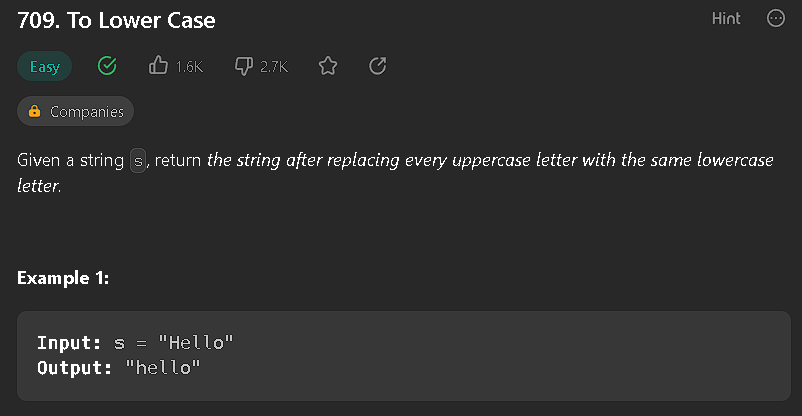 709. To Lower Case
Hint
Easy
1.6K
2.7K
Companies
Given a string s, return the string after replacing every uppercase letter with the same lowercase
letter.
Example 1:
Input: s = "Hello"
Output: "hello"